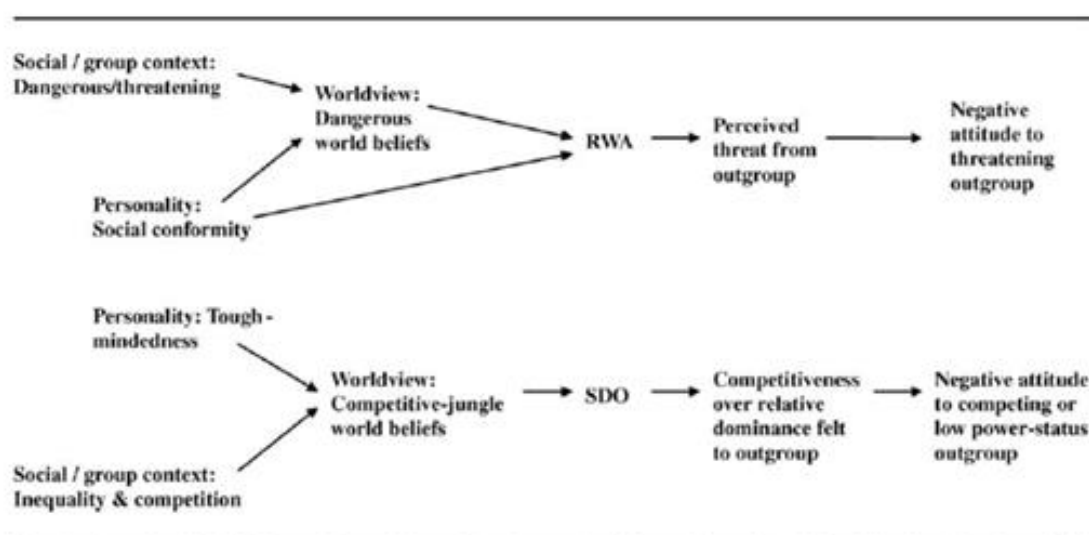 Social / group context:
Dangerous/threatening
Worldview:
Dangerous
world beliefs
Personality:
Social conformity
RWA
Perceived
threat from
outgroup
Negative
attitude to
threatening
outgroup
Personality: Tough-
mindedness
Worldview:
Competitive-jungle
world beliefs
Social / group context:
Inequality & competition
SDO
Competitiveness
over relative
dominance felt
to outgroup
Negative attitude
to competing or
low power-status
outgroup